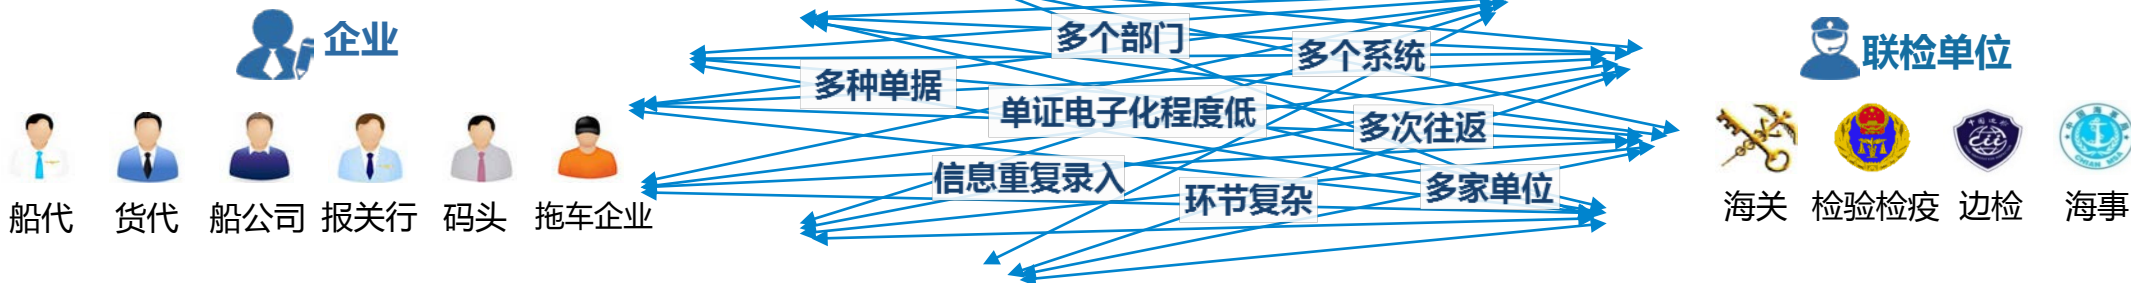 企业
多个部门
多个系统
联检单位
多种单据
单证电子化程度低
多次往返
信息重复录入
环节复杂
多家单位
船代
货代
船公司
报关行
码头
拖车企业
海关
检验检疫
边检
海事